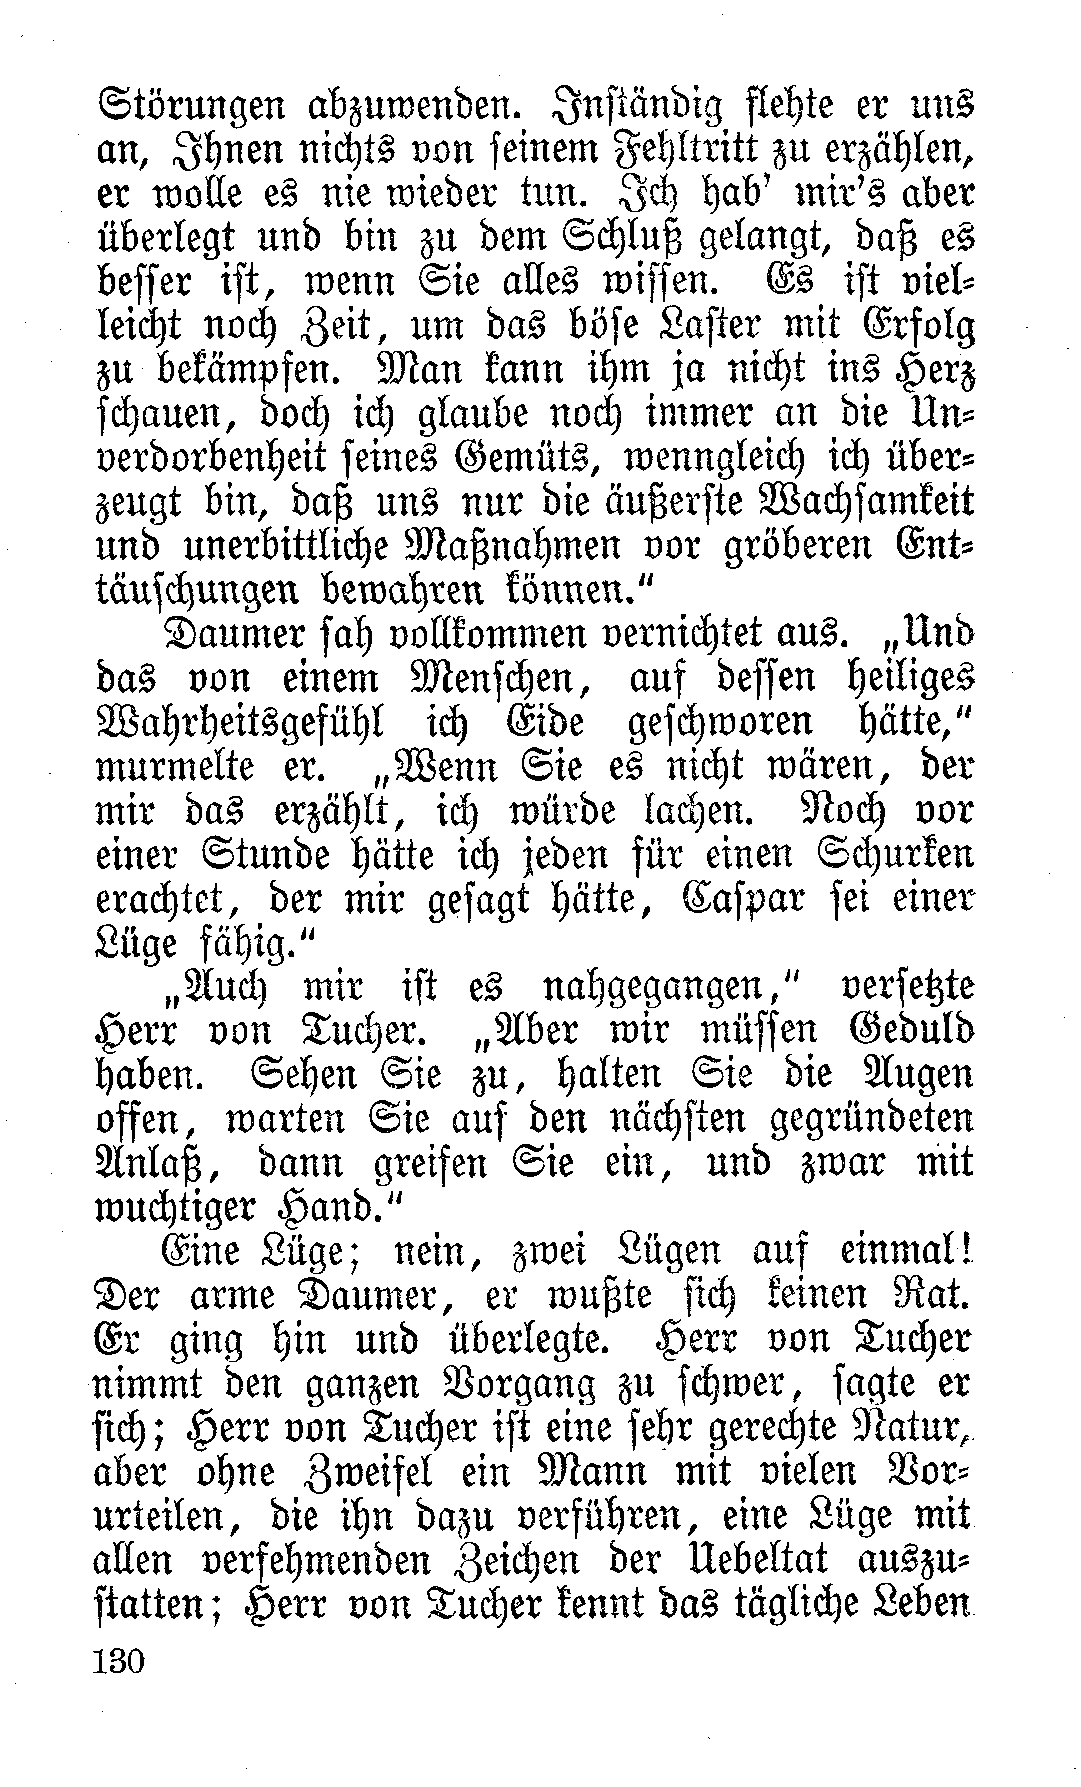 Störungen abzuwenden. Inständig flehte er uns
an, Ihnen nichts von seinem Fehltritt zu erzählen,
er wolle es nie wieder tun. Ich hab' mir's aber
überlegt und bin zu dem Schluß gelangt, daß es
besser ist, wenn Sie alles wissen. Es ist viel-
leicht noch Zeit, um das böse Laster mit Erfolg
zu bekämpfen. Man kann ihm ja nicht ins Herz
schauen, doch ich glaube noch immer an die Un-
verdorbenheit seines Gemüts, wenngleich ich über-
zeugt bin, daß uns nur die äußerste Wachsamkeit
und unerbittliche Maßnahmen vor gröberen Ent-
täuschungen bewahren können."
Daumer sah vollkommen vernichtet aus. „Und
das von einem Menschen, auf dessen heiliges
Wahrheitsgefühl ich Eide geschworen hätte,"
murmelte er. „Wenn Sie es nicht wären, der
mir das erzählt, ich würde lachen. Noch vor
einer Stunde hätte ich jeden für einen Schurken
erachtet, der mir gesagt hätte, Caspar sei einer
Lüge fähig."
„Auch mir ist es nahgegangen," versetzte
Herr von Tucher. „Aber wir müssen Geduld
haben. Sehen Sie zu, halten Sie die Augen
offen, warten Sie auf den nächsten gegründeten
Anlaß, dann greifen Sie ein, und zwar mit
wuchtiger Hand."
Eine Lüge; nein, zwei Lügen auf einmal!
Der arme Daumer, er wußte sich keinen Rat.
Er ging hin und überlegte. Herr von Tucher
nimmt den ganzen Vorgang zu schwer, sagte er
sich; Herr von Tucher ist eine sehr gerechte Natur,
aber ohne Zweifel ein Mann mit vielen Vor-
urteilen, die ihn dazu verführen, eine Lüge mit
allen verfehmenden Zeichen der Uebeltat auszu-
statten; Herr von Tucher kennt das tägliche Leben
130